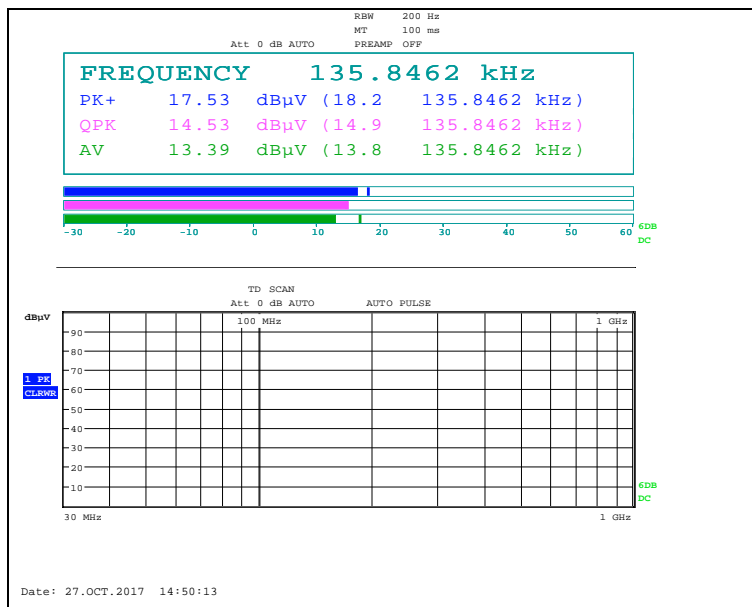 RBW 200 Hz
MT 100 ms
Att 0 dB AUTO PREAMP OFF
FREQUENCY 135.8462 kHz
PK+ 17.53 dBµV (18.2 135.8462 kHz)
QPK 14.53 dBµV (14.9 135.8462 kHz)
AV 13.39 dBµV (13.8 135.8462 kHz)
-30 -20 -10 0 10 20 30 40 50 60
6DB
DC
TD SCAN
Att 0 dB AUTO AUTO PULSE
dBµV
100 MHz 1 GHz
90
80
70
1 PK
60
CLRWR
50
40
30
20
10
6DB
DC
30 MHz 1 GHz
Date: 27.OCT.2017 14:50:13